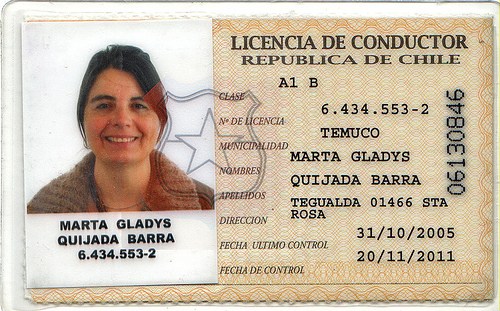 LICENCIA DE CONDUCTOR
REPUBLICA DE CHILE
CLASE A1 B
Nº DE LICENCIA 6.434.553-2
MUNICIPALIDAD TEMUCO
NOMBRES MARTA GLADYS
APELLIDOS QUIJADA BARRA
DIRECCION TEGUALDA 01466 STA
ROSA
FECHA ULTIMO CONTROL 31/10/2005
FECHA DE CONTROL 20/11/2011
06130846
MARTA GLADYS
QUIJADA BARRA
6.434.553-2